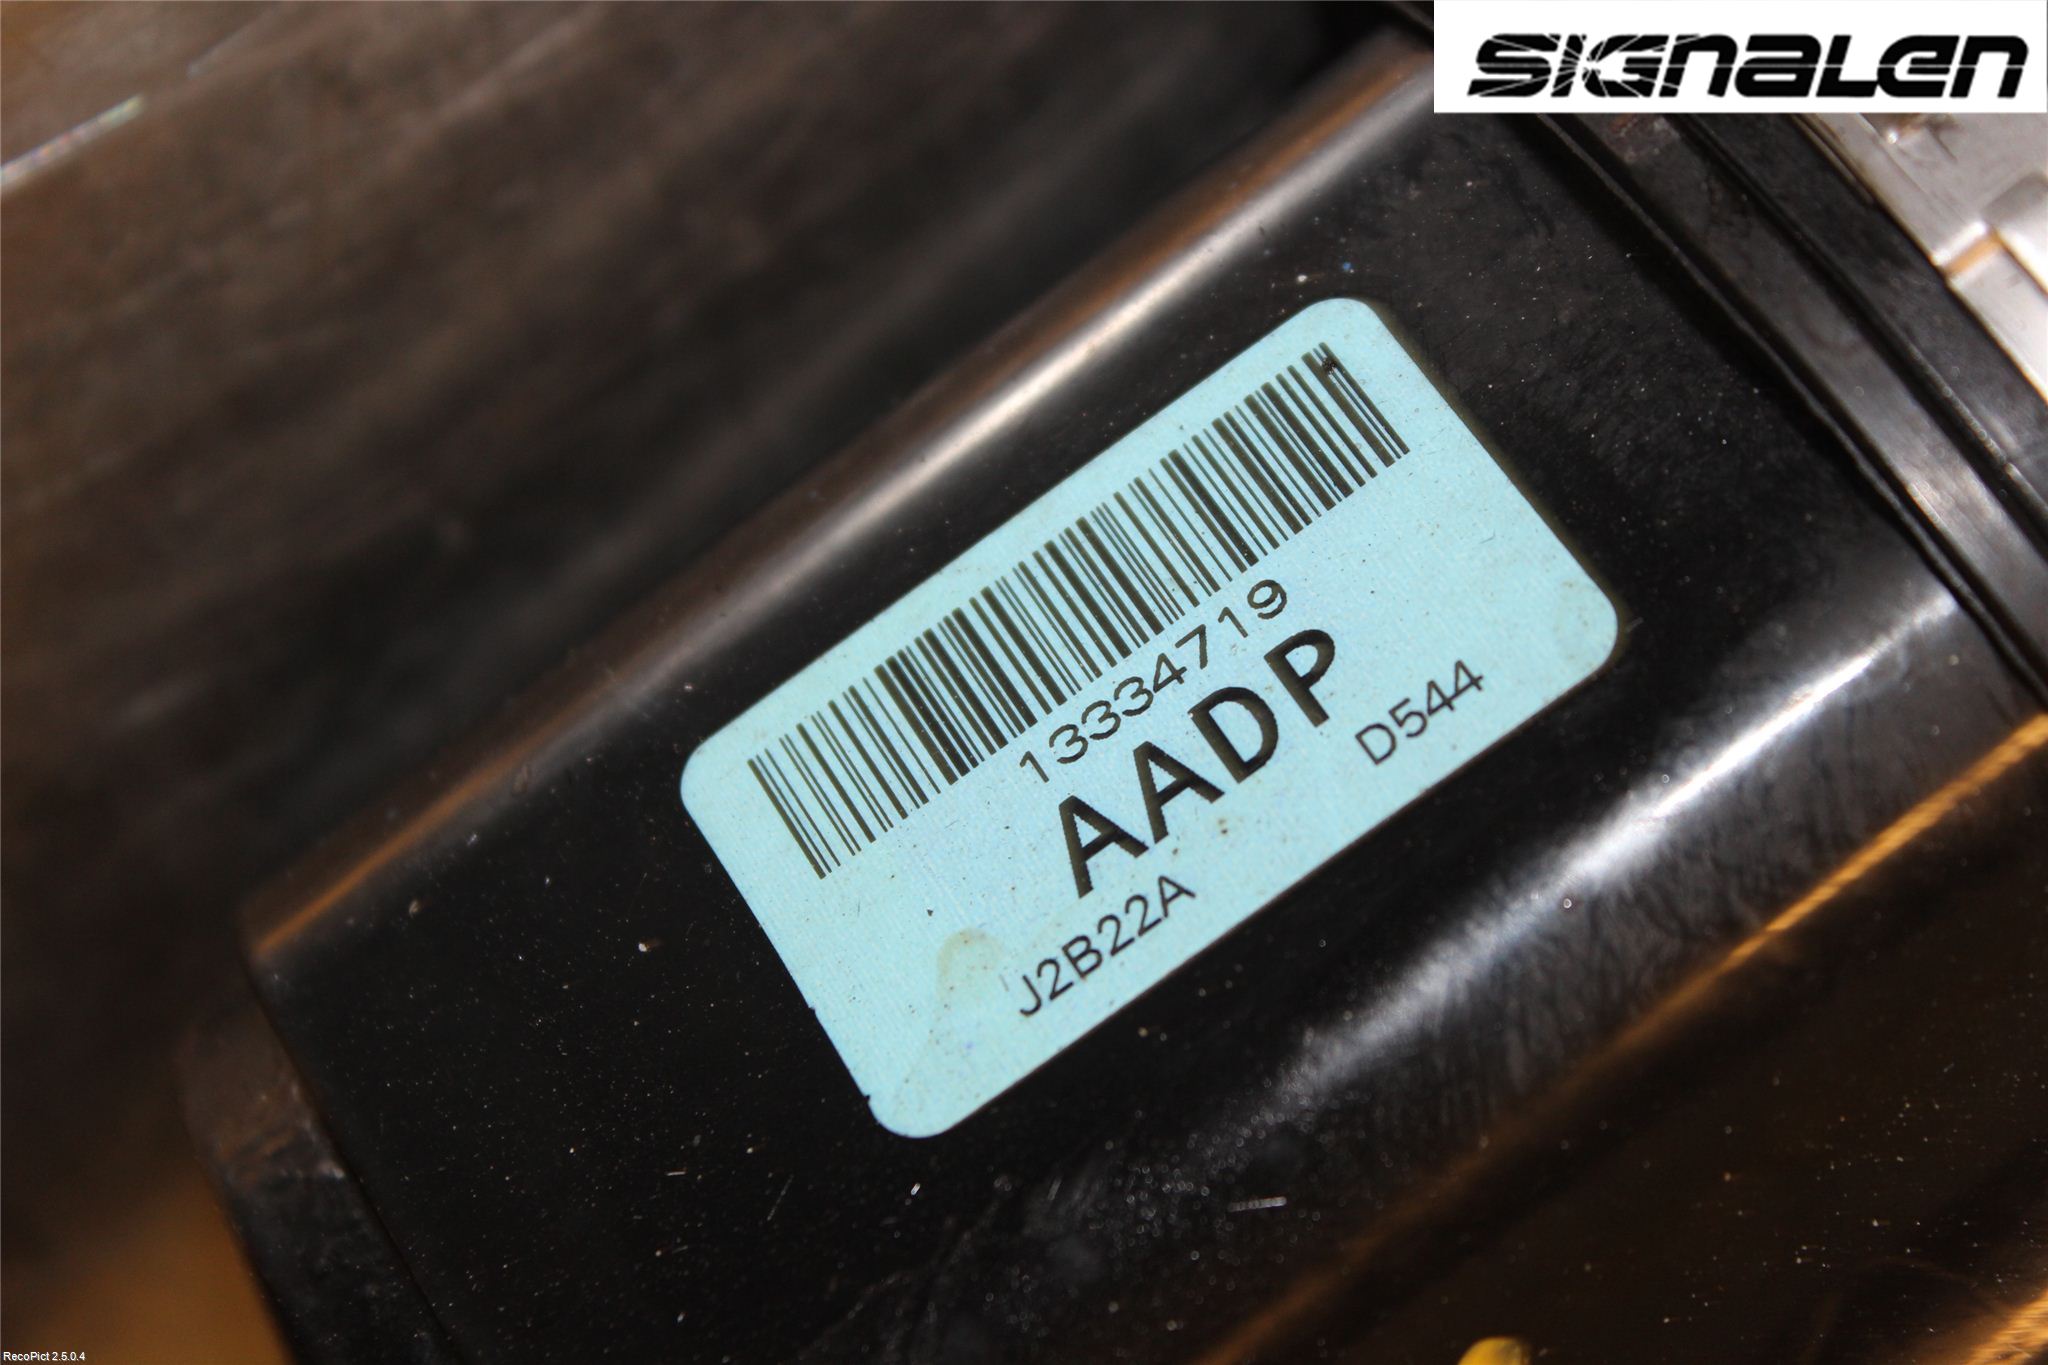 SIGNALEN
13334719
AADP
D544
J2B22A
RecoPict 2.5.0.4